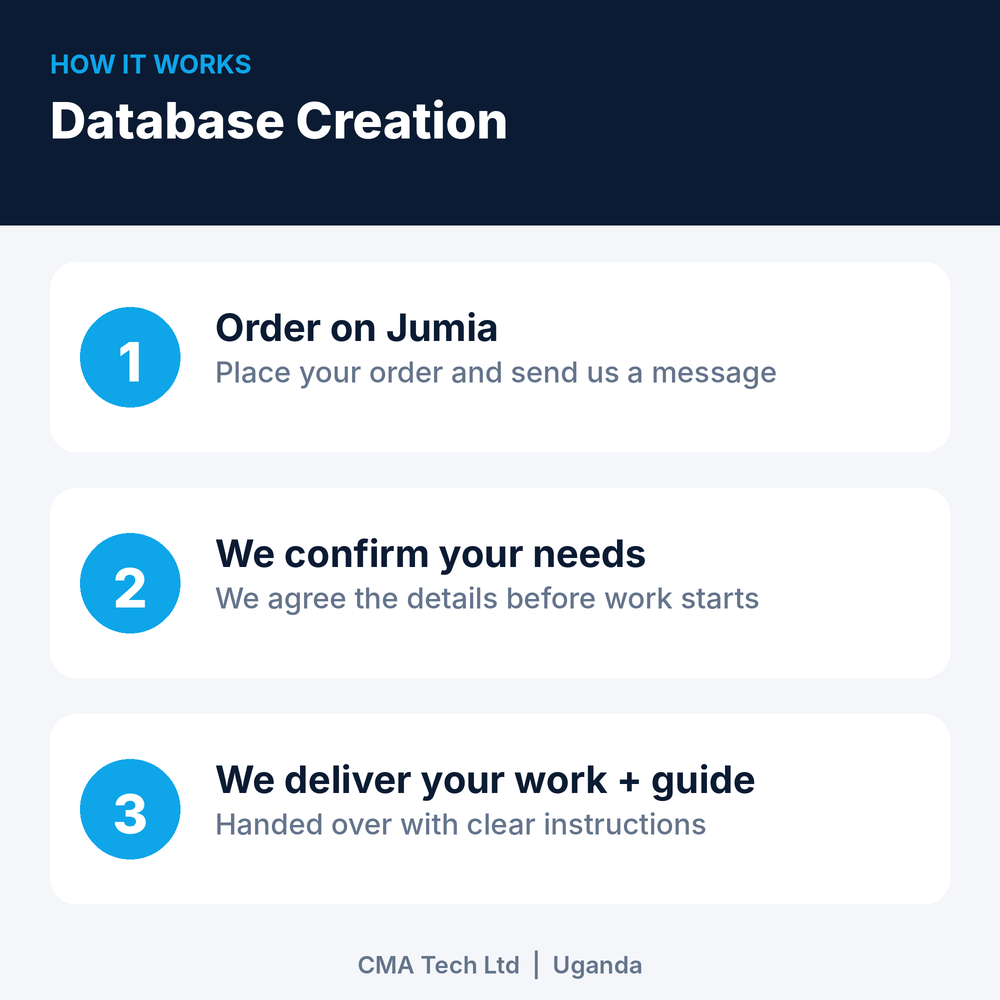 HOW IT WORKS
Database Creation
1
Order on Jumia
Place your order and send us a message
2
We confirm your needs
We agree the details before work starts
3
We deliver your work + guide
Handed over with clear instructions
CMA Tech Ltd | Uganda